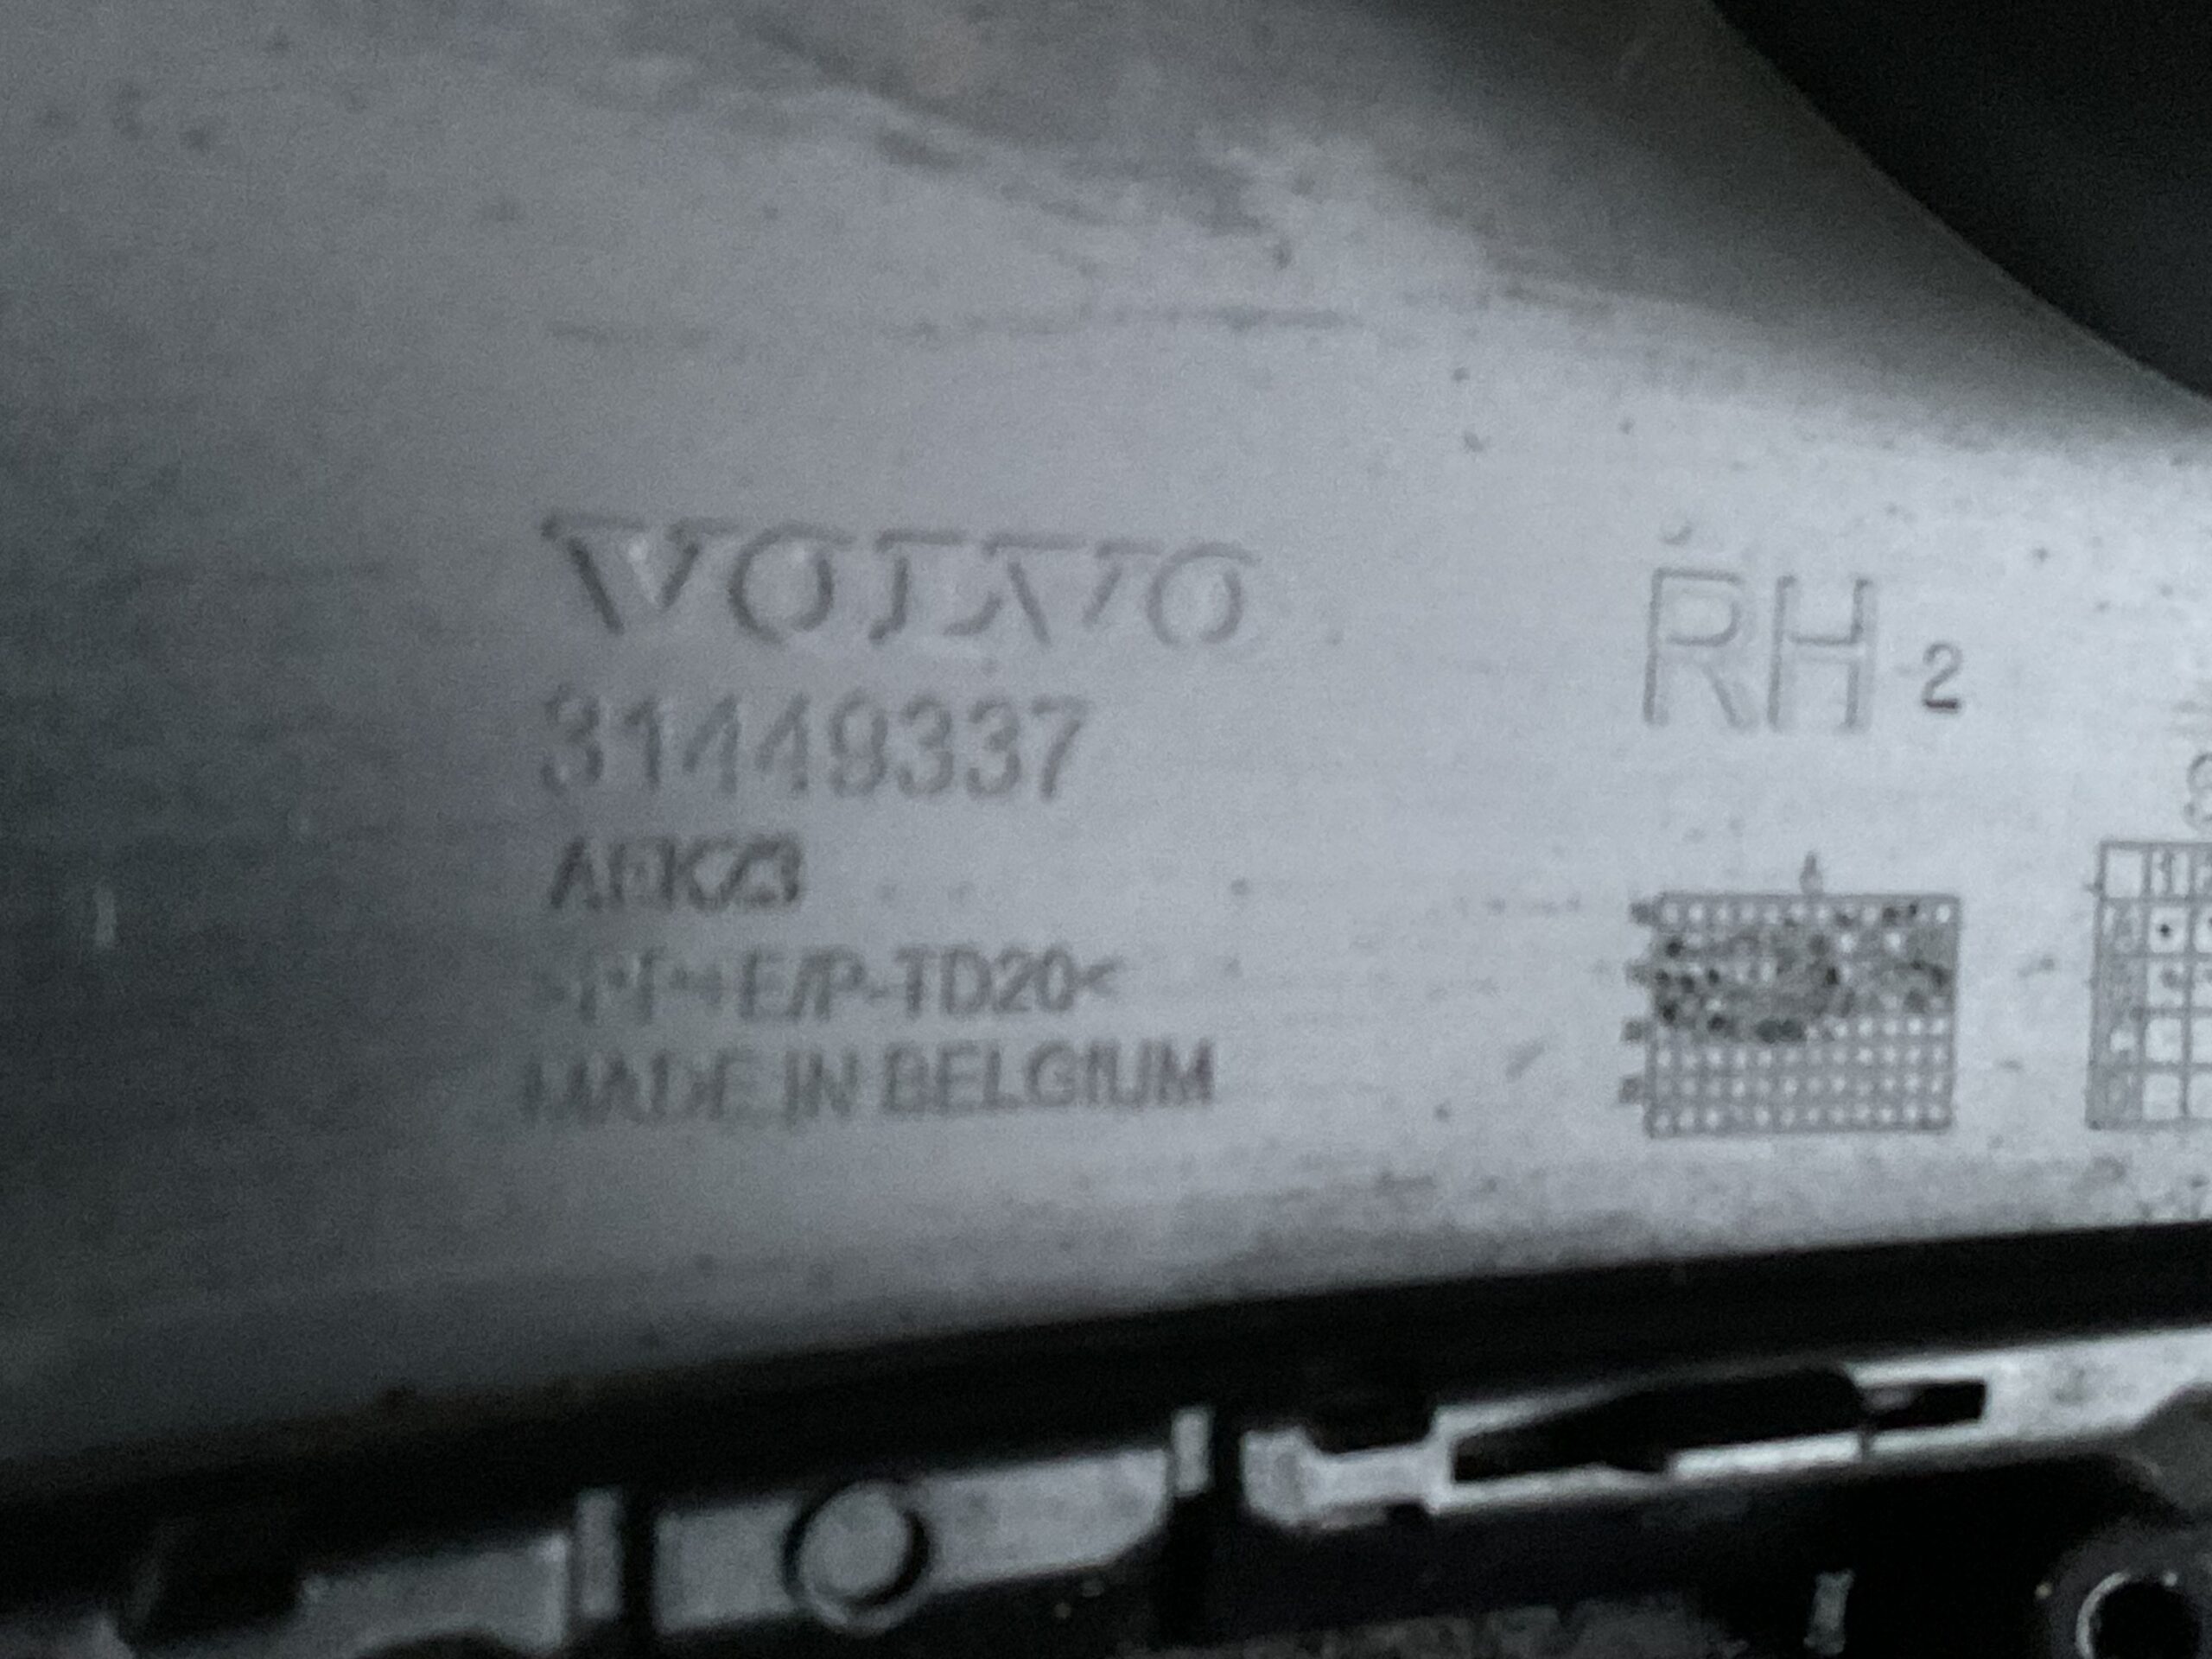 VOLVO
31449337
RH 2
>PP+E/P-TD20<
MADE IN BELGIUM